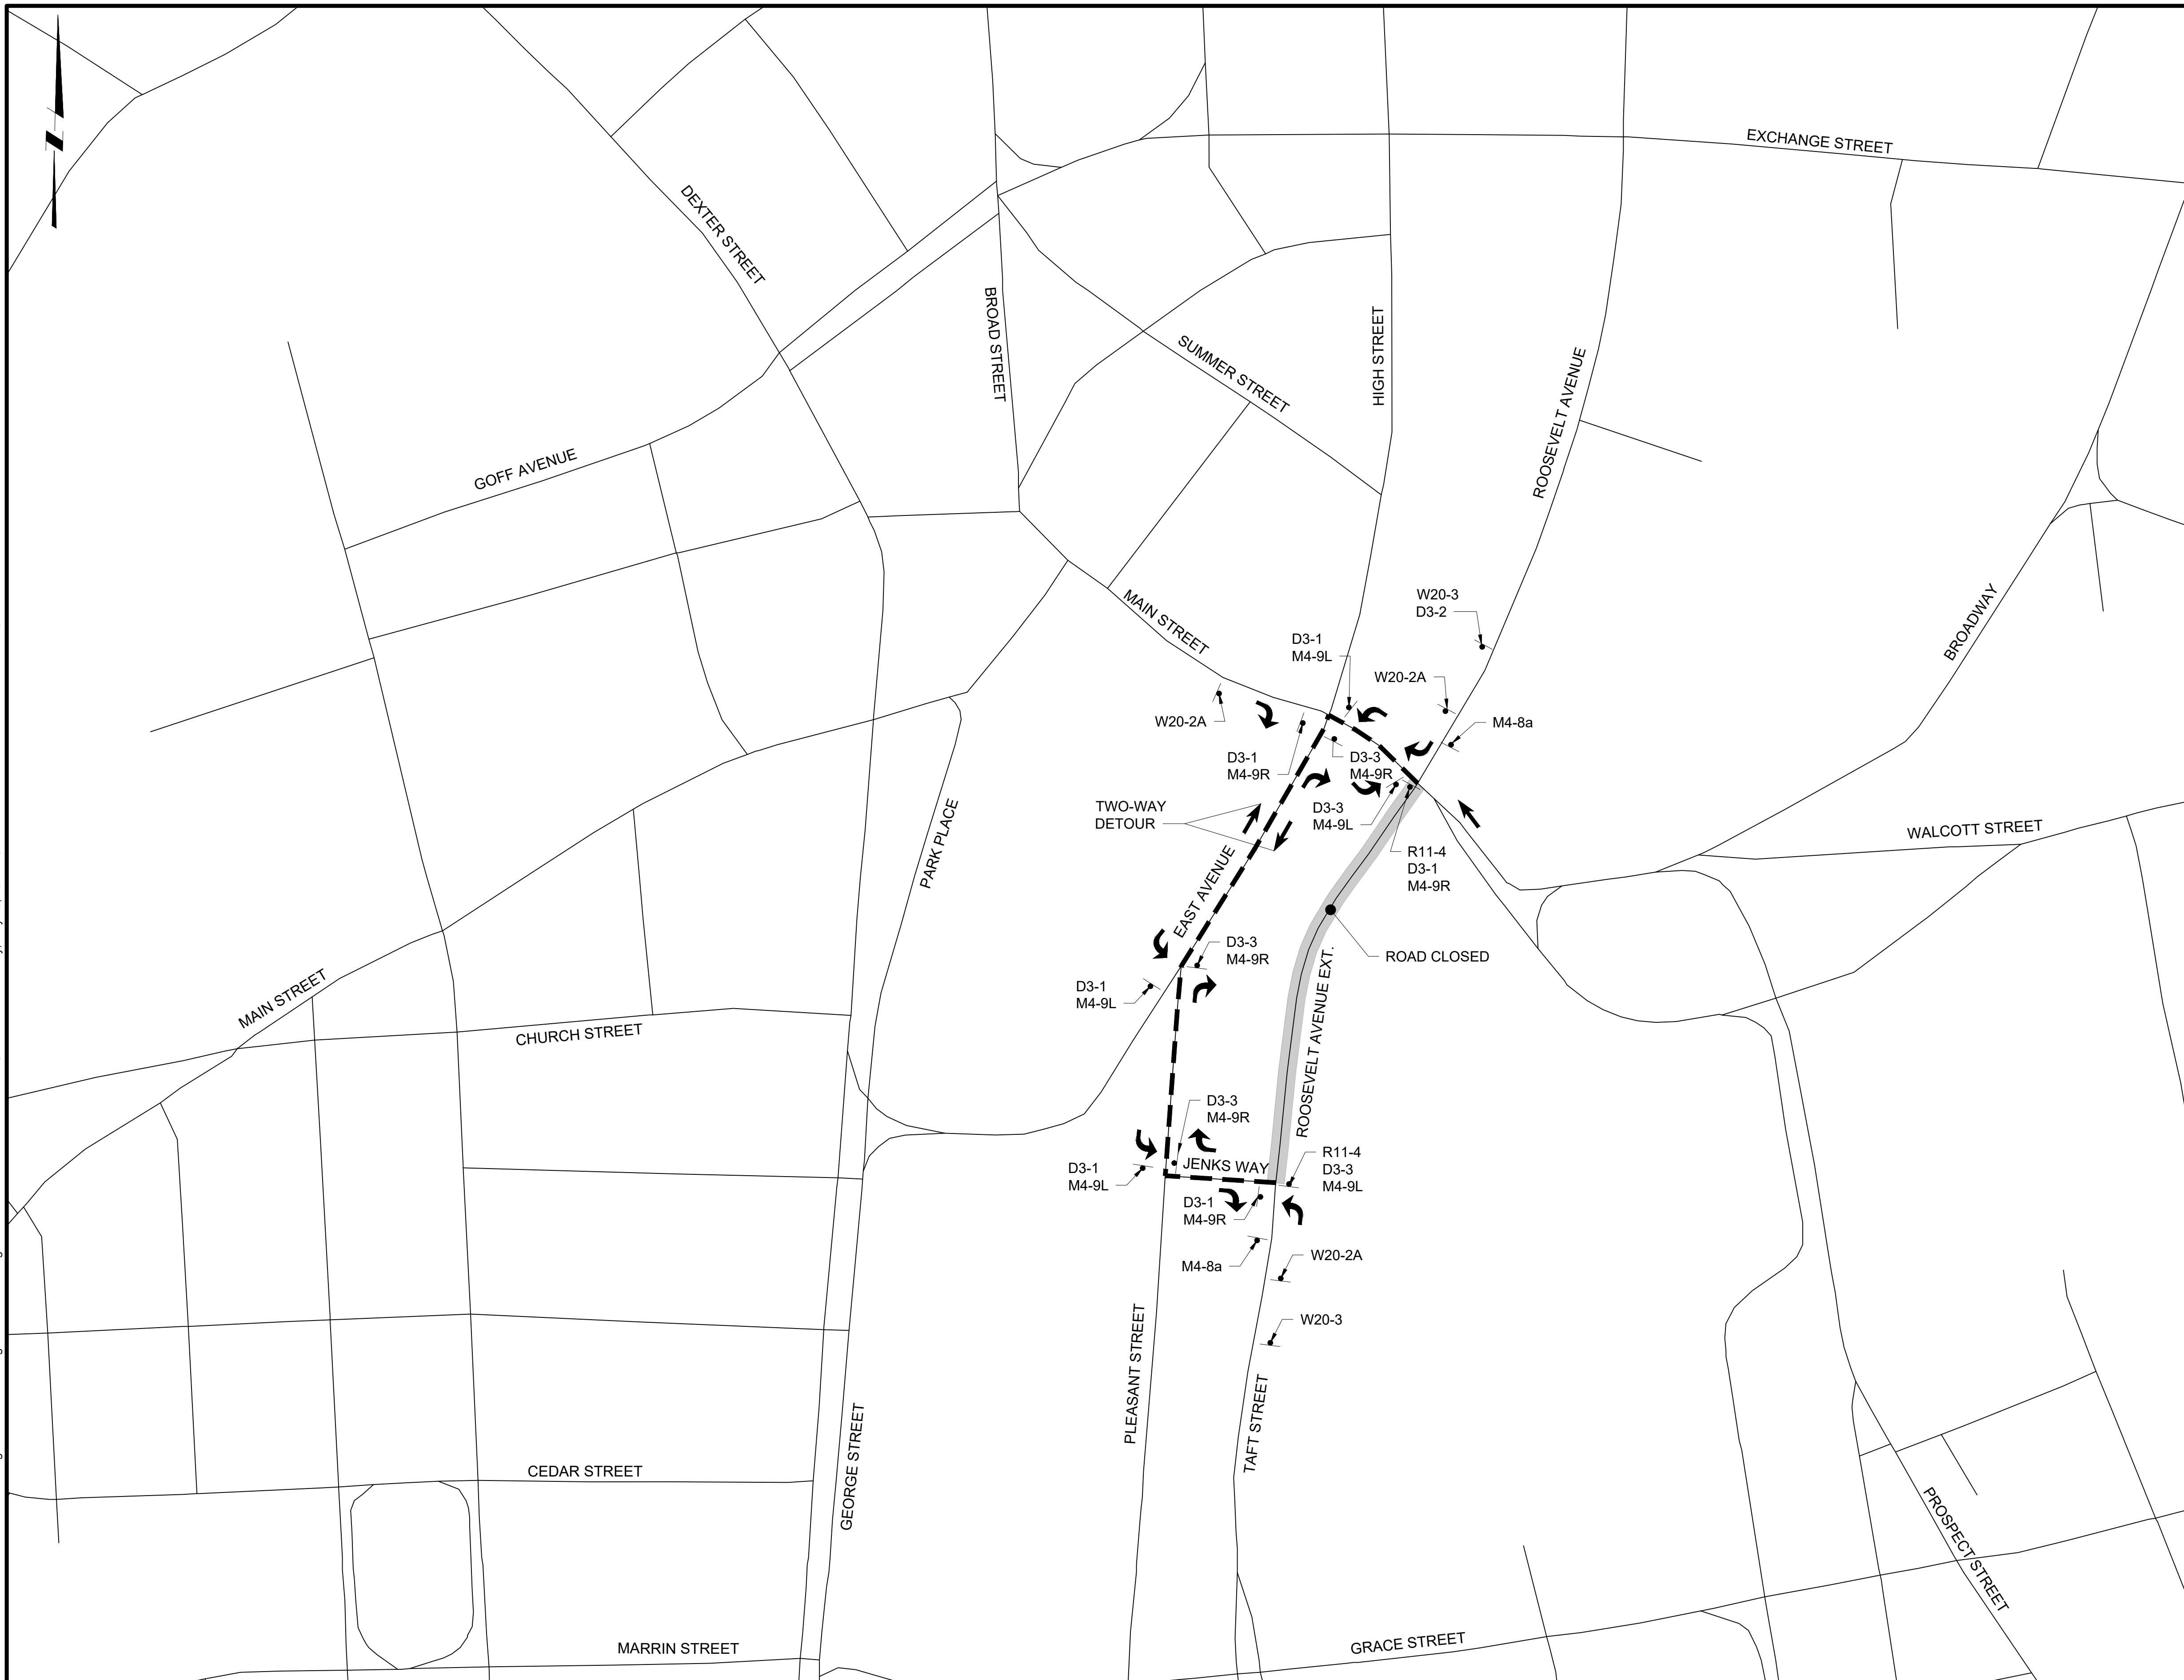 EXCHANGE STREET
DEXTER STREET
BROAD STREET
HIGH STREET
SUMMER STREET
ROOSEVELT AVENUE
GOFF AVENUE
MAIN STREET
W20-3
D3-2
D3-1
M4-9L
W20-2A
BROADWAY
W20-2A
M4-8a
D3-1
M4-9R
D3-3
M4-9R
TWO-WAY
DETOUR
D3-3
M4-9L
WALCOTT STREET
PARK PLACE
R11-4
D3-1
M4-9R
EAST AVENUE
D3-3
M4-9R
ROAD CLOSED
D3-1
M4-9L
MAIN STREET
CHURCH STREET
ROOSEVELT AVENUE EXT.
D3-3
M4-9R
JENKS WAY
R11-4
D3-3
M4-9L
D3-1
M4-9L
D3-1
M4-9R
W20-2A
M4-8a
W20-3
PLEASANT STREET
TAFT STREET
GEORGE STREET
CEDAR STREET
PROSPECT STREET
MARRIN STREET
GRACE STREET